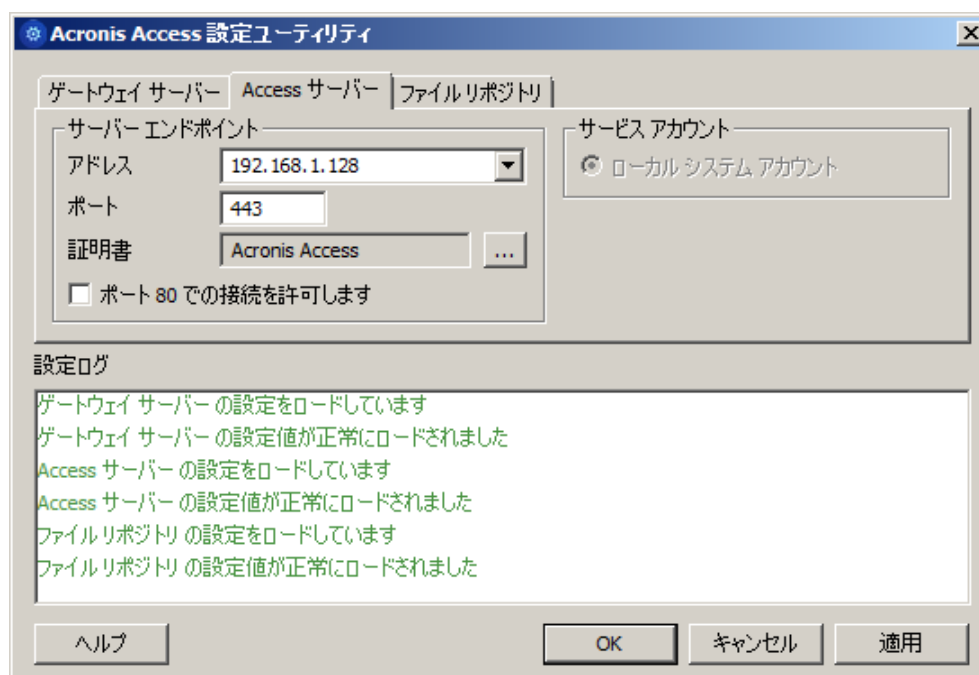 Acronis Access 設定ユーティリティ
ゲートウェイ サーバー
Access サーバー
ファイル リポジトリ
サーバー エンドポイント
アドレス
192.168.1.128
ポート
443
証明書
Acronis Access
...
ポート 80 での接続を許可します
サービス アカウント
ローカル システム アカウント
設定ログ
ゲートウェイ サーバー の設定をロードしています
ゲートウェイ サーバー の設定値が正常にロードされました
Access サーバー の設定をロードしています
Access サーバー の設定値が正常にロードされました
ファイル リポジトリ の設定をロードしています
ファイル リポジトリ の設定値が正常にロードされました
ヘルプ
OK
キャンセル
適用